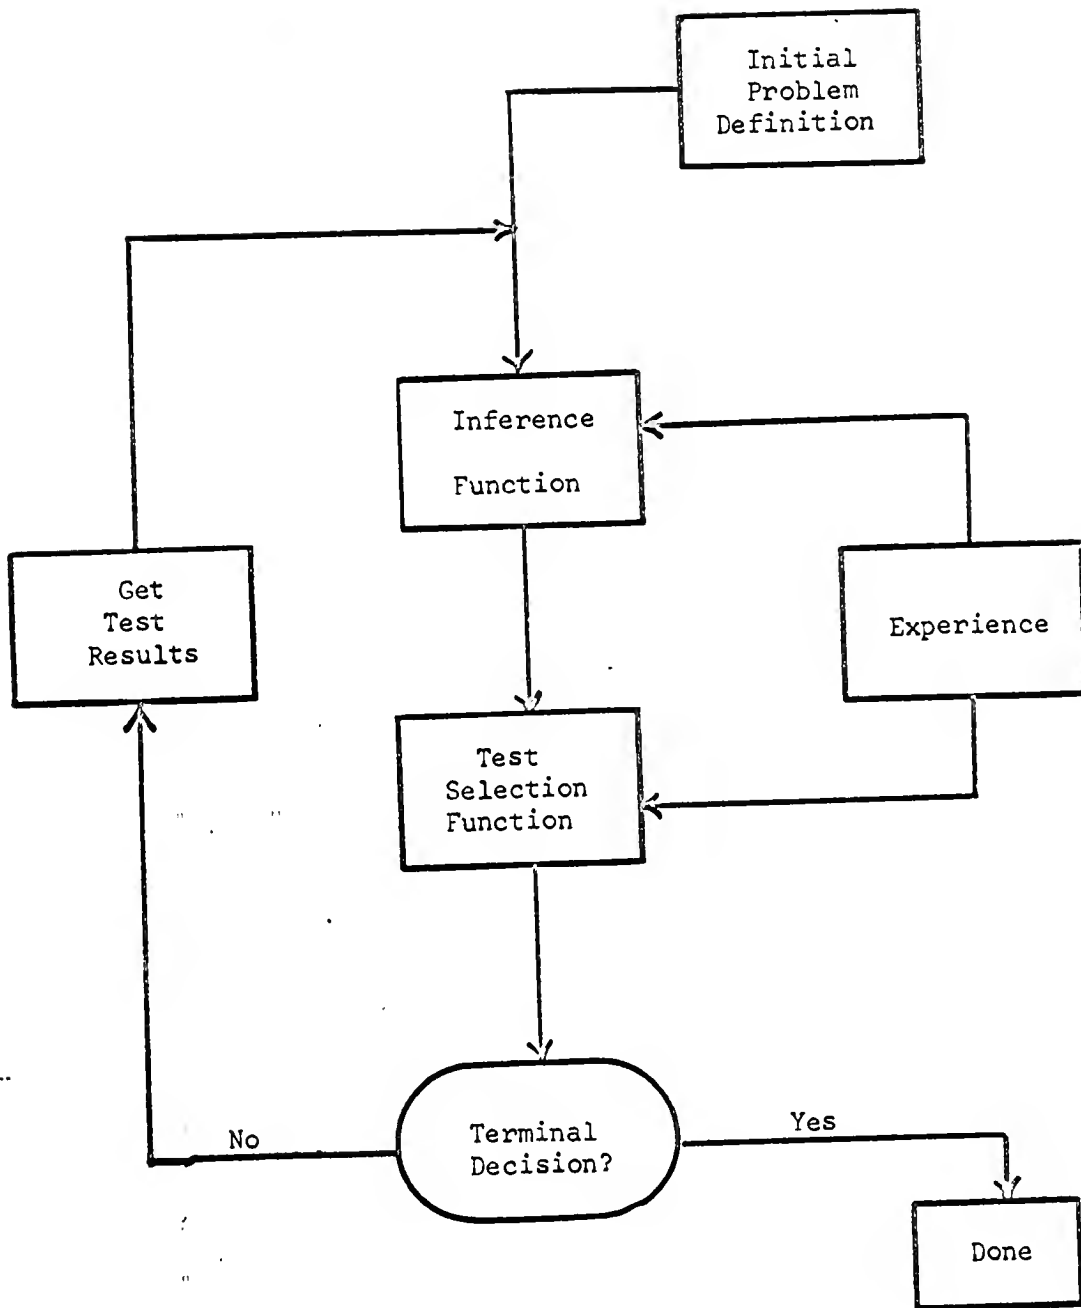 Initial
Problem
Definition
Inference
Function
Get
Test
Results
Experience
Test
Selection
Function
No
Terminal
Decision?
Yes
Done